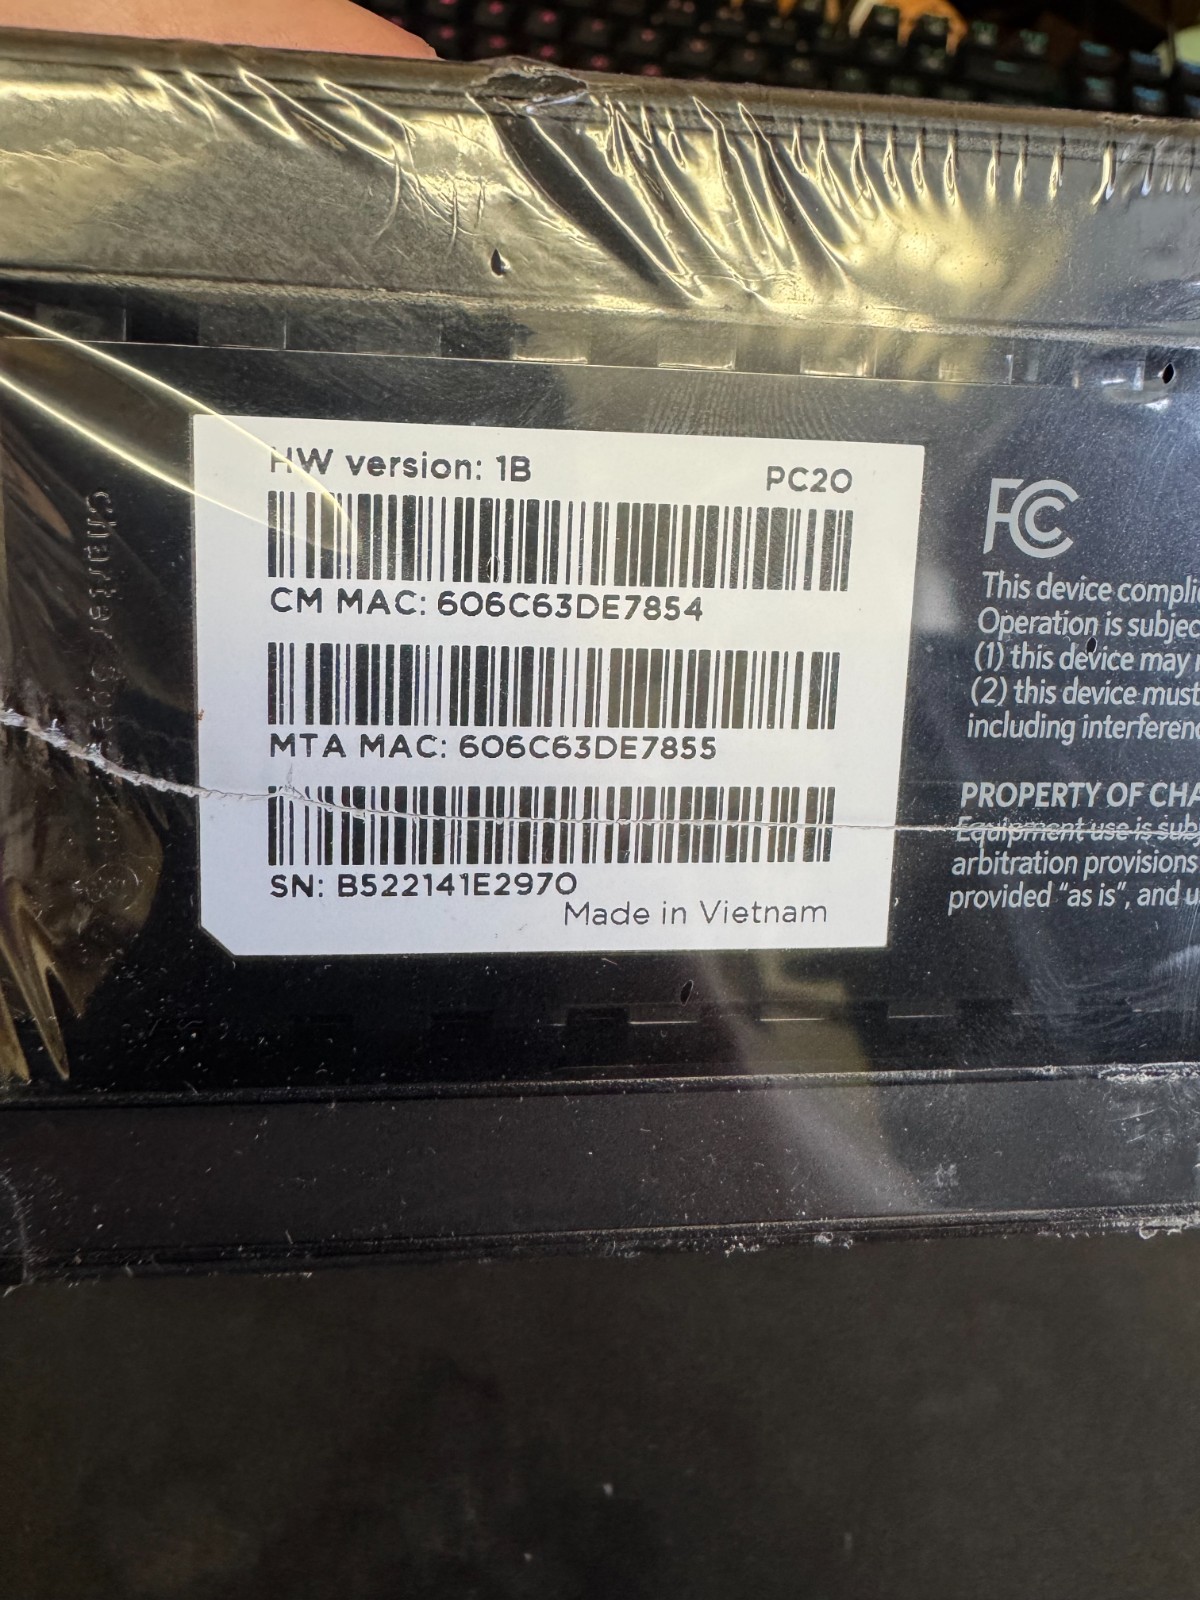 HW version: 1B
PC20
CM MAC: 606C63DE7854
MTA MAC: 606C63DE7855
SN: B522141E2970
Made in Vietnam
Charter
FC
This device
Operation is
(1) this device may
(2) this device must
including
PROPERTY OF
Equipment use is
arbitration provisions
provided "as is", and